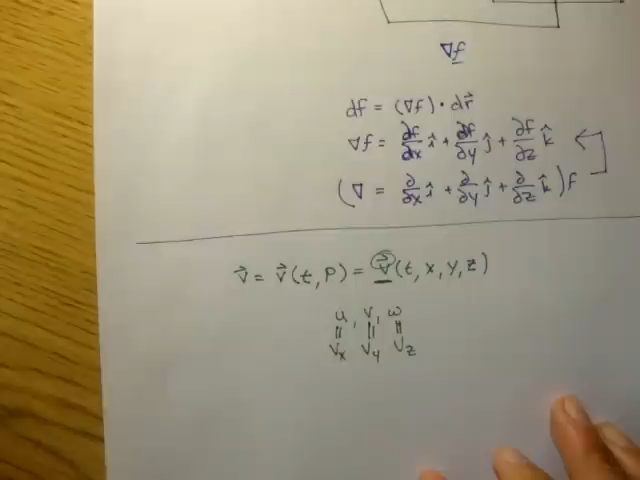 ∇f
df = (∇f) · dr⃗
∇f = ∂f/∂x î + ∂f/∂y ĵ + ∂f/∂z k̂
(∇ = ∂/∂x î + ∂/∂y ĵ + ∂/∂z k̂) f
v⃗ = v⃗(t, P) = v⃗(t, x, y, z)
u, v, w
= = =
Vx Vy Vz